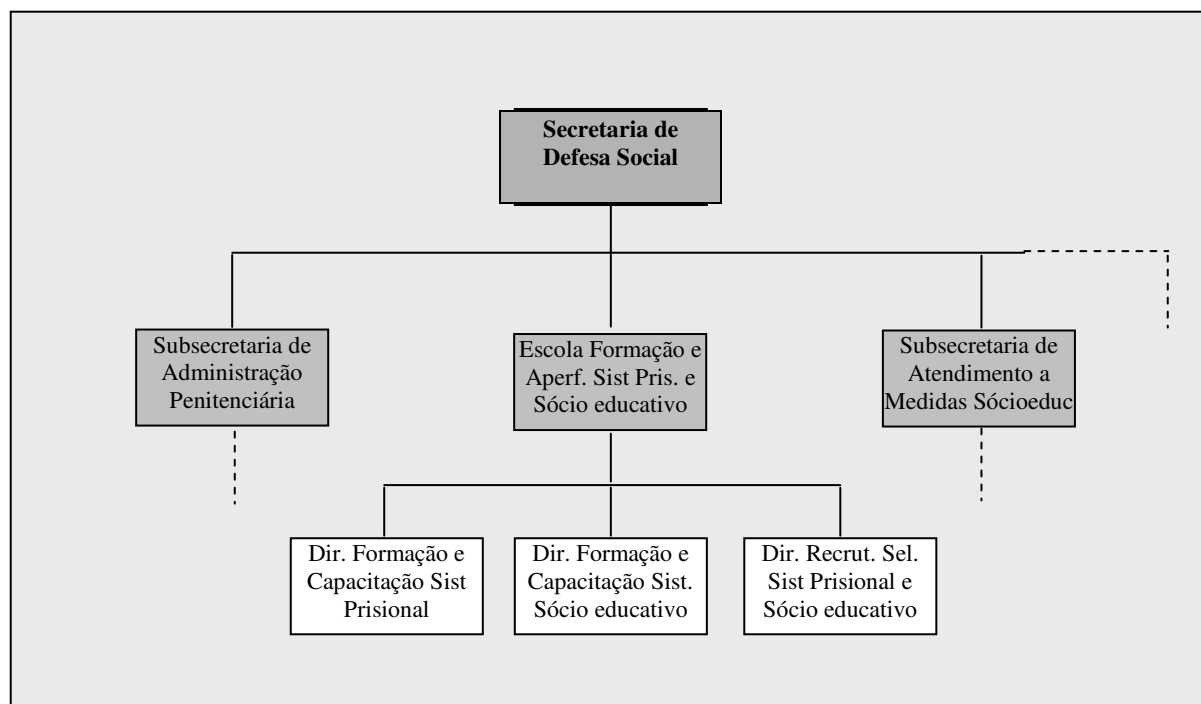 Secretaria de
Defesa Social
Subsecretaria de
Administração
Penitenciária
Escola Formação e
Aperf. Sist Pris. e
Sócio educativo
Subsecretaria de
Atendimento a
Medidas Sócioeduc
Dir. Formação e
Capacitação Sist
Prisional
Dir. Formação e
Capacitação Sist.
Sócio educativo
Dir. Recrut. Sel.
Sist Prisional e
Sócio educativo